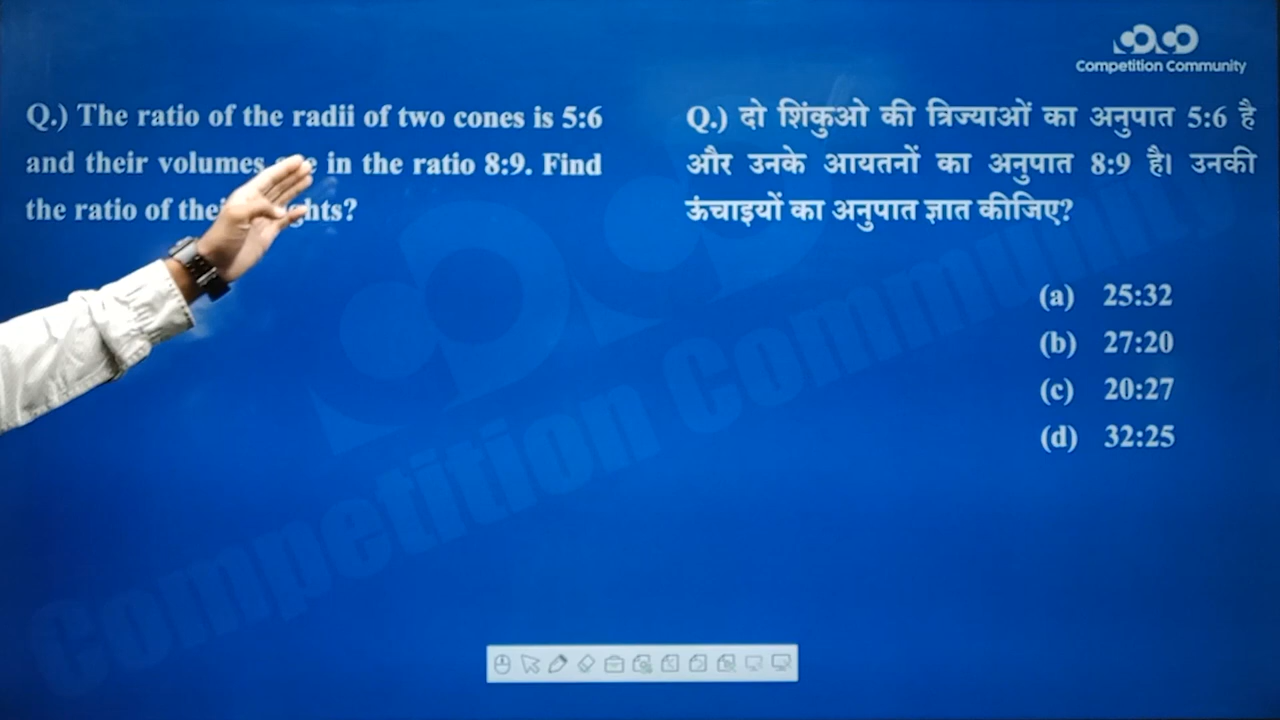 Competition Community
Q.) The ratio of the radii of two cones is 5:6
and their volumes in the ratio 8:9. Find
the ratio of
Q.) दो शिंकुओ की त्रिज्याओं का अनुपात 5:6 है
और उनके आयतनों का अनुपात 8:9 है। उनकी
ऊंचाइयों का अनुपात ज्ञात कीजिए?
(a) 25:32
(b) 27:20
(c) 20:27
(d) 32:25
Competition Community